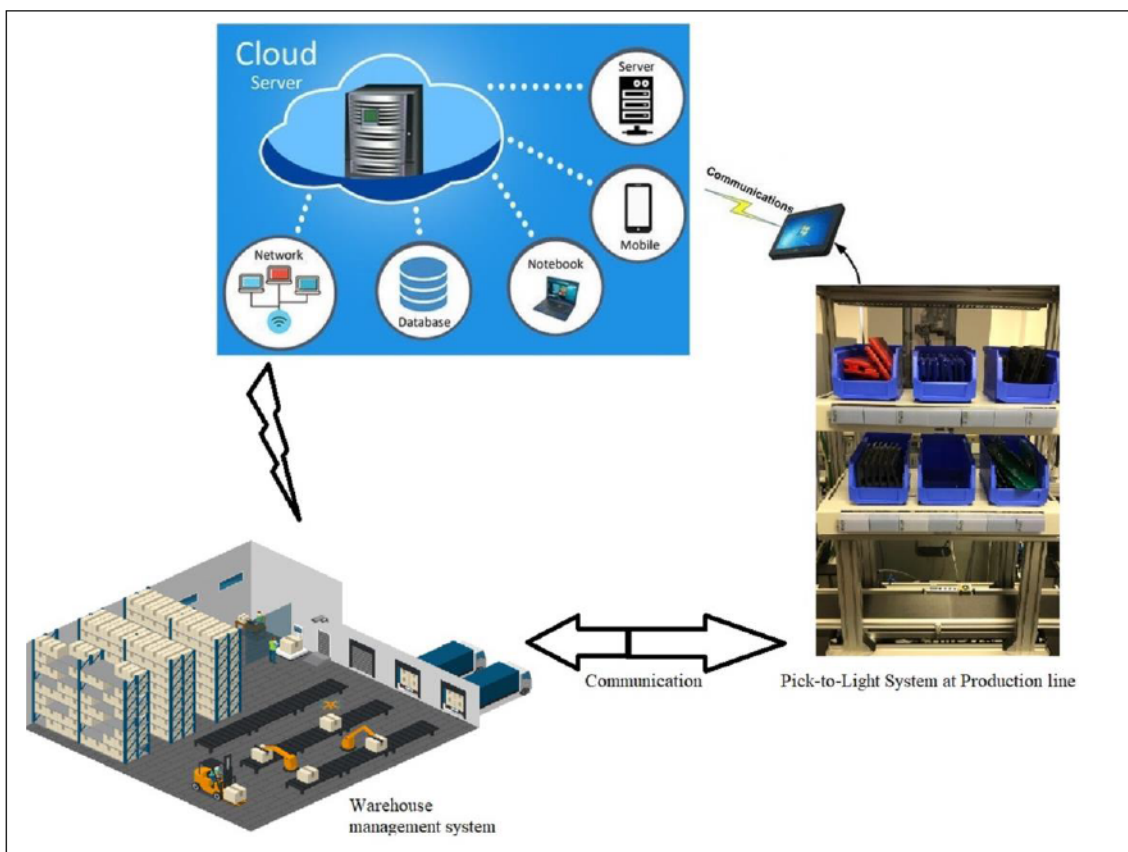 Cloud
Server
Server
Communications
Mobile
Network
Notebook
Database
Communication
Pick-to-Light System at Production line
Warehouse
management system